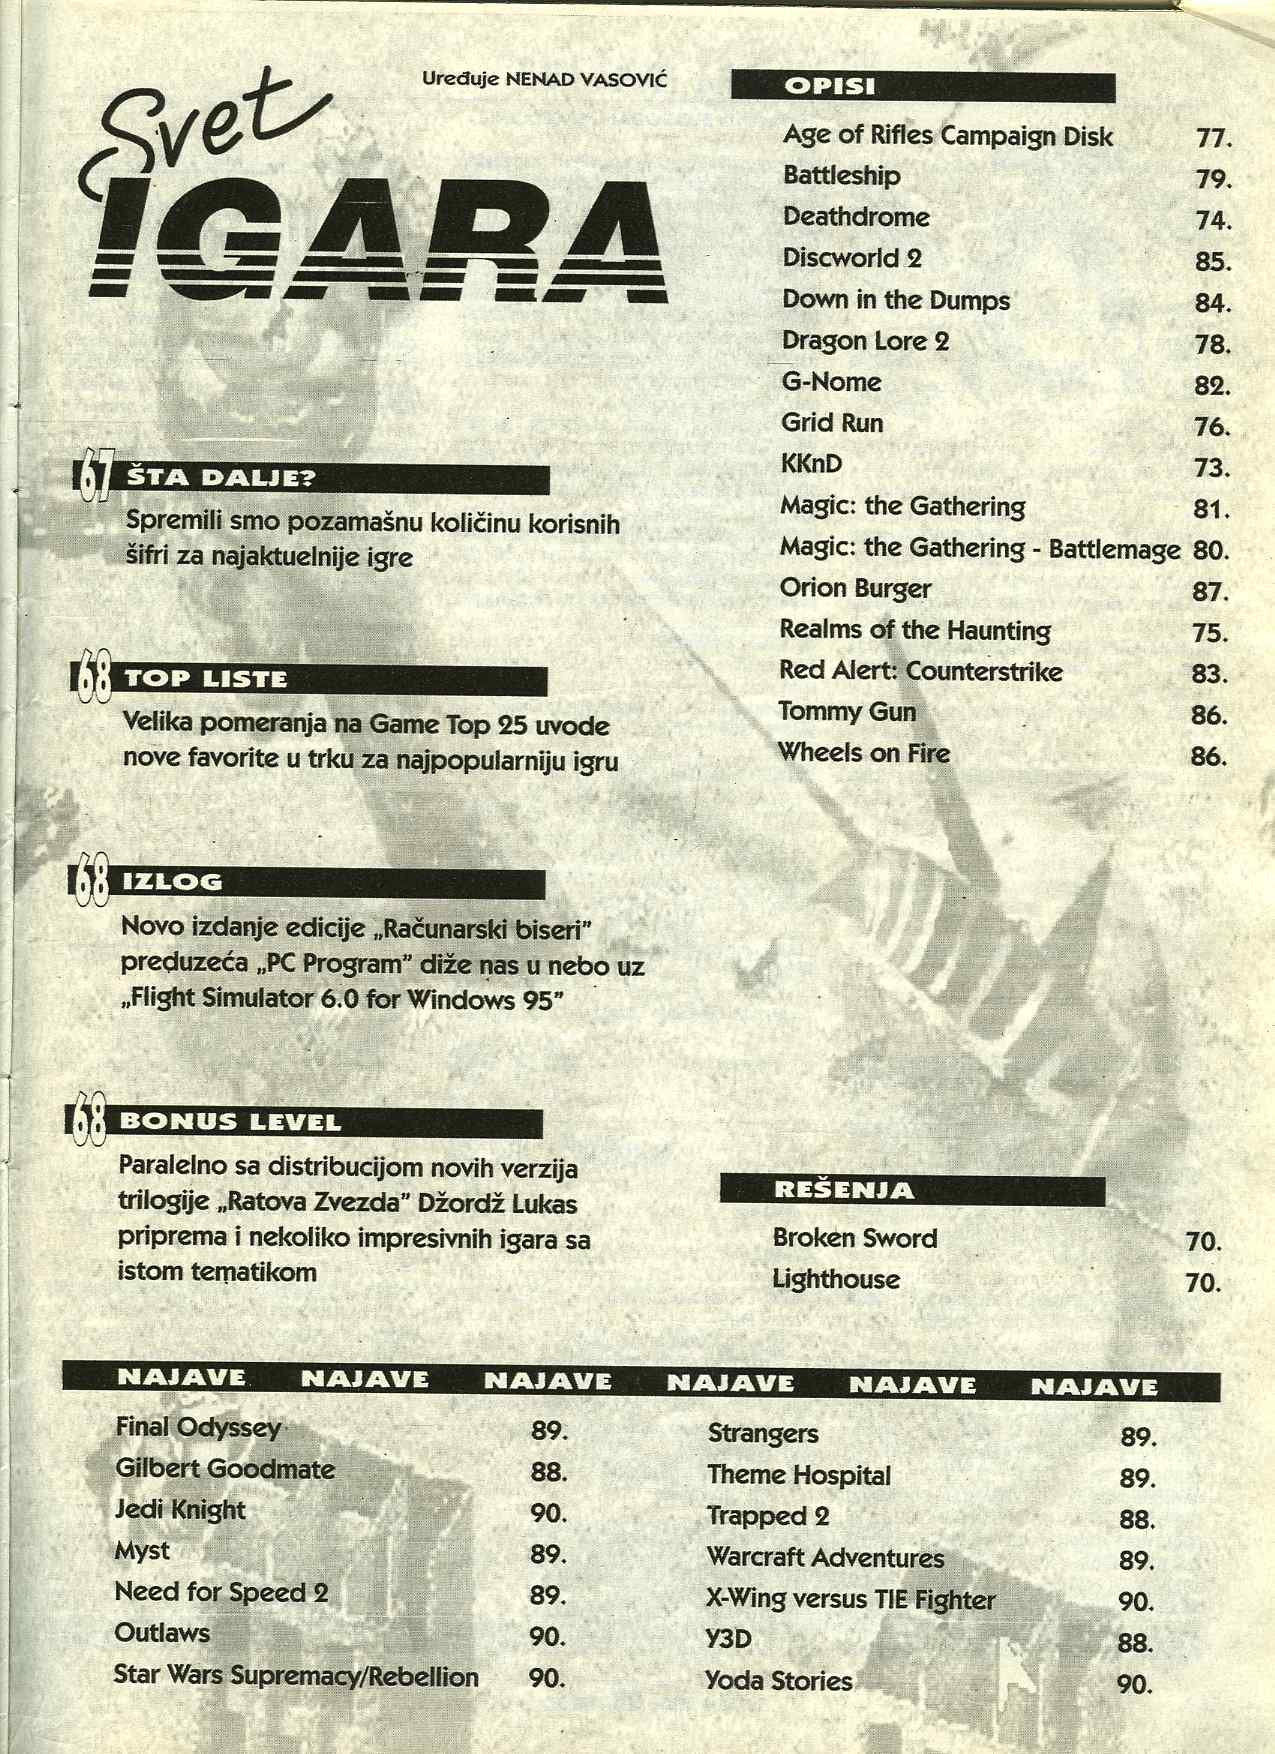 Uređuje NENAD VASOVIĆ
Svet
IGARA
67 ŠTA DALJE?
Spremili smo pozamašnu količinu korisnih
šifri za najaktuelnije igre
68 TOP LISTE
Velika pomeranja na Game Top 25 uvode
nove favorite u trku za najpopularniju igru
68 IZLOG
Novo izdanje edicije „Računarski biseri”
preduzeća „PC Program” diže nas u nebo uz
„Flight Simulator 6.0 for Windows 95”
68 BONUS LEVEL
Paralelno sa distribucijom novih verzija
trilogije „Ratova Zvezda” Džordž Lukas
priprema i nekoliko impresivnih igara sa
istom tematikom
OPISI
Age of Rifles Campaign Disk 77.
Battleship 79.
Deathdrome 74.
Discworld 2 85.
Down in the Dumps 84.
Dragon Lore 2 78.
G-Nome 82.
Grid Run 76.
KKnD 73.
Magic: the Gathering 81.
Magic: the Gathering - Battlemage 80.
Orion Burger 87.
Realms of the Haunting 75.
Red Alert: Counterstrike 83.
Tommy Gun 86.
Wheels on Fire 86.
REŠENJA
Broken Sword 70.
Lighthouse 70.
NAJAVE NAJAVE NAJAVE NAJAVE NAJAVE NAJAVE
Final Odyssey 89.
Gilbert Goodmate 88.
Jedi Knight 90.
Myst 89.
Need for Speed 2 89.
Outlaws 90.
Star Wars Supremacy/Rebellion 90.
Strangers 89.
Theme Hospital 89.
Trapped 2 88.
Warcraft Adventures 89.
X-Wing versus TIE Fighter 90.
Y3D 88.
Yoda Stories 90.